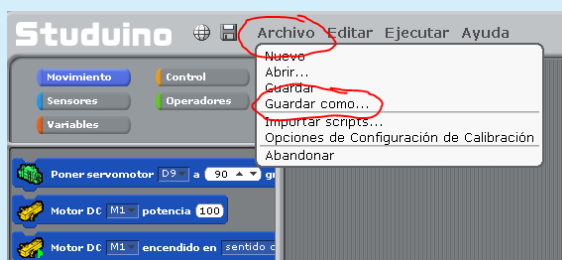 Studuino Archivo Editar Ejecutar Ayuda
Nuevo
Abrir...
Guardar
Guardar como...
Importar scripts...
Opciones de Configuración de Calibración
Abandonar
Movimiento Control
Sensores Operadores
Variables
Poner servomotor D9 a 90
Motor DC M1 potencia 100
Motor DC M1 encendido en sentido